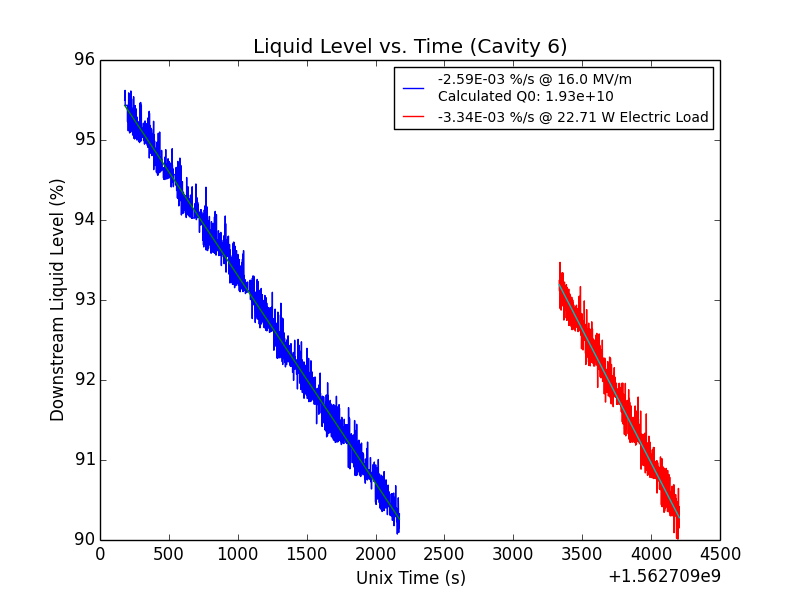 Liquid Level vs. Time (Cavity 6)
-2.59E-03 %/s @ 16.0 MV/m
Calculated Q0: 1.93e+10
-3.34E-03 %/s @ 22.71 W Electric Load
Downstream Liquid Level (%)
96
95
94
93
92
91
90
0 500 1000 1500 2000 2500 3000 3500 4000 4500
Unix Time (s)
+1.562709e9